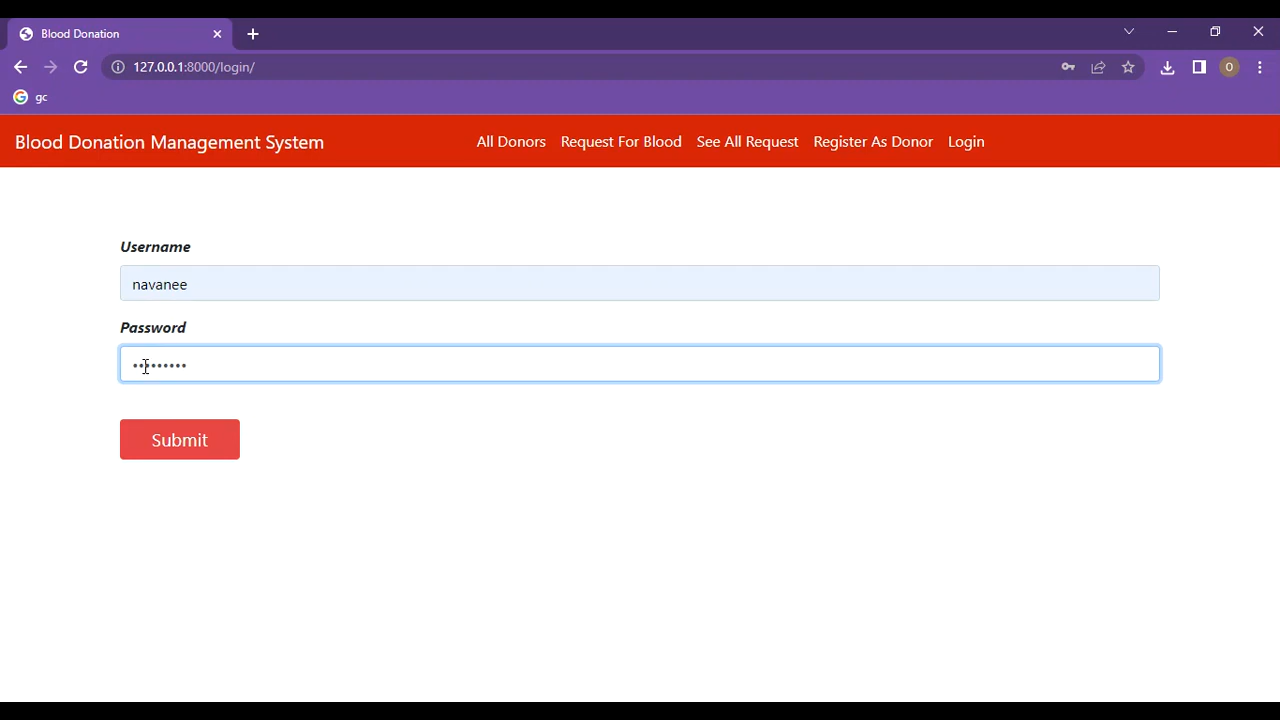 Blood Donation
127.0.0.1:8000/login/
O
gc
Blood Donation Management System
All Donors Request For Blood See All Request Register As Donor Login
Username
navanee
Password
•••••••••
Submit